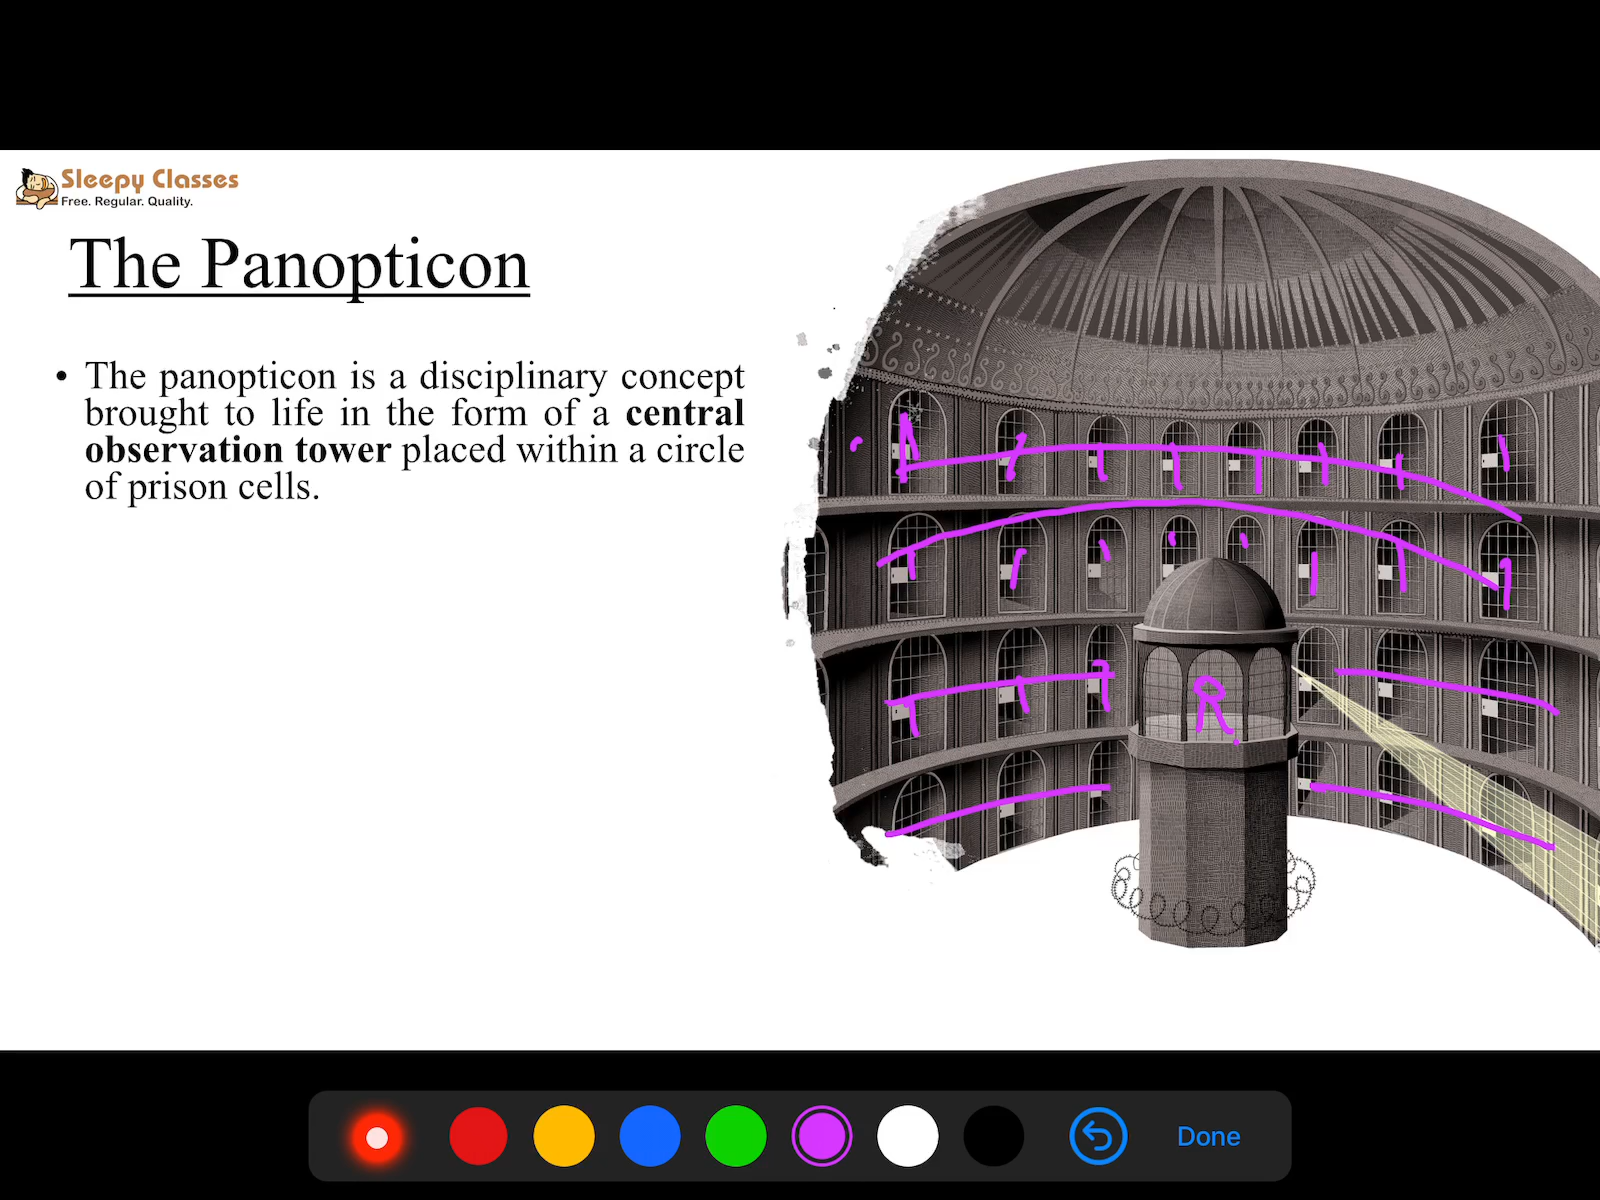 Sleepy Classes
Free. Regular. Quality.
The Panopticon
• The panopticon is a disciplinary concept
brought to life in the form of a central
observation tower placed within a circle
of prison cells.
Done